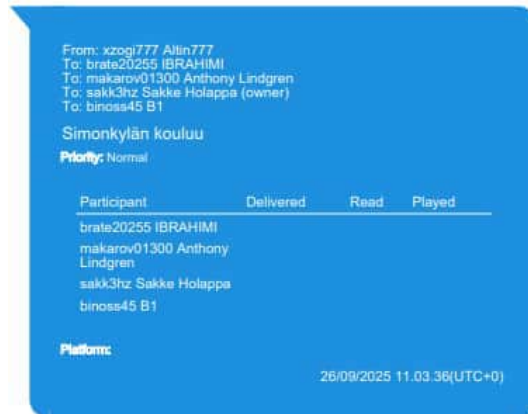 From: xzogi777 Altin777
To: brate20255 IBRAHIMI
To: makarov01300 Anthony Lindgren
To: sakk3hz Sakke Holappa (owner)
To: binoss45 B1
Simonkylän kouluu
Priority: Normal
Participant Delivered Read Played
brate20255 IBRAHIMI
makarov01300 Anthony
Lindgren
sakk3hz Sakke Holappa
binoss45 B1
Platform:
26/09/2025 11.03.36(UTC+0)